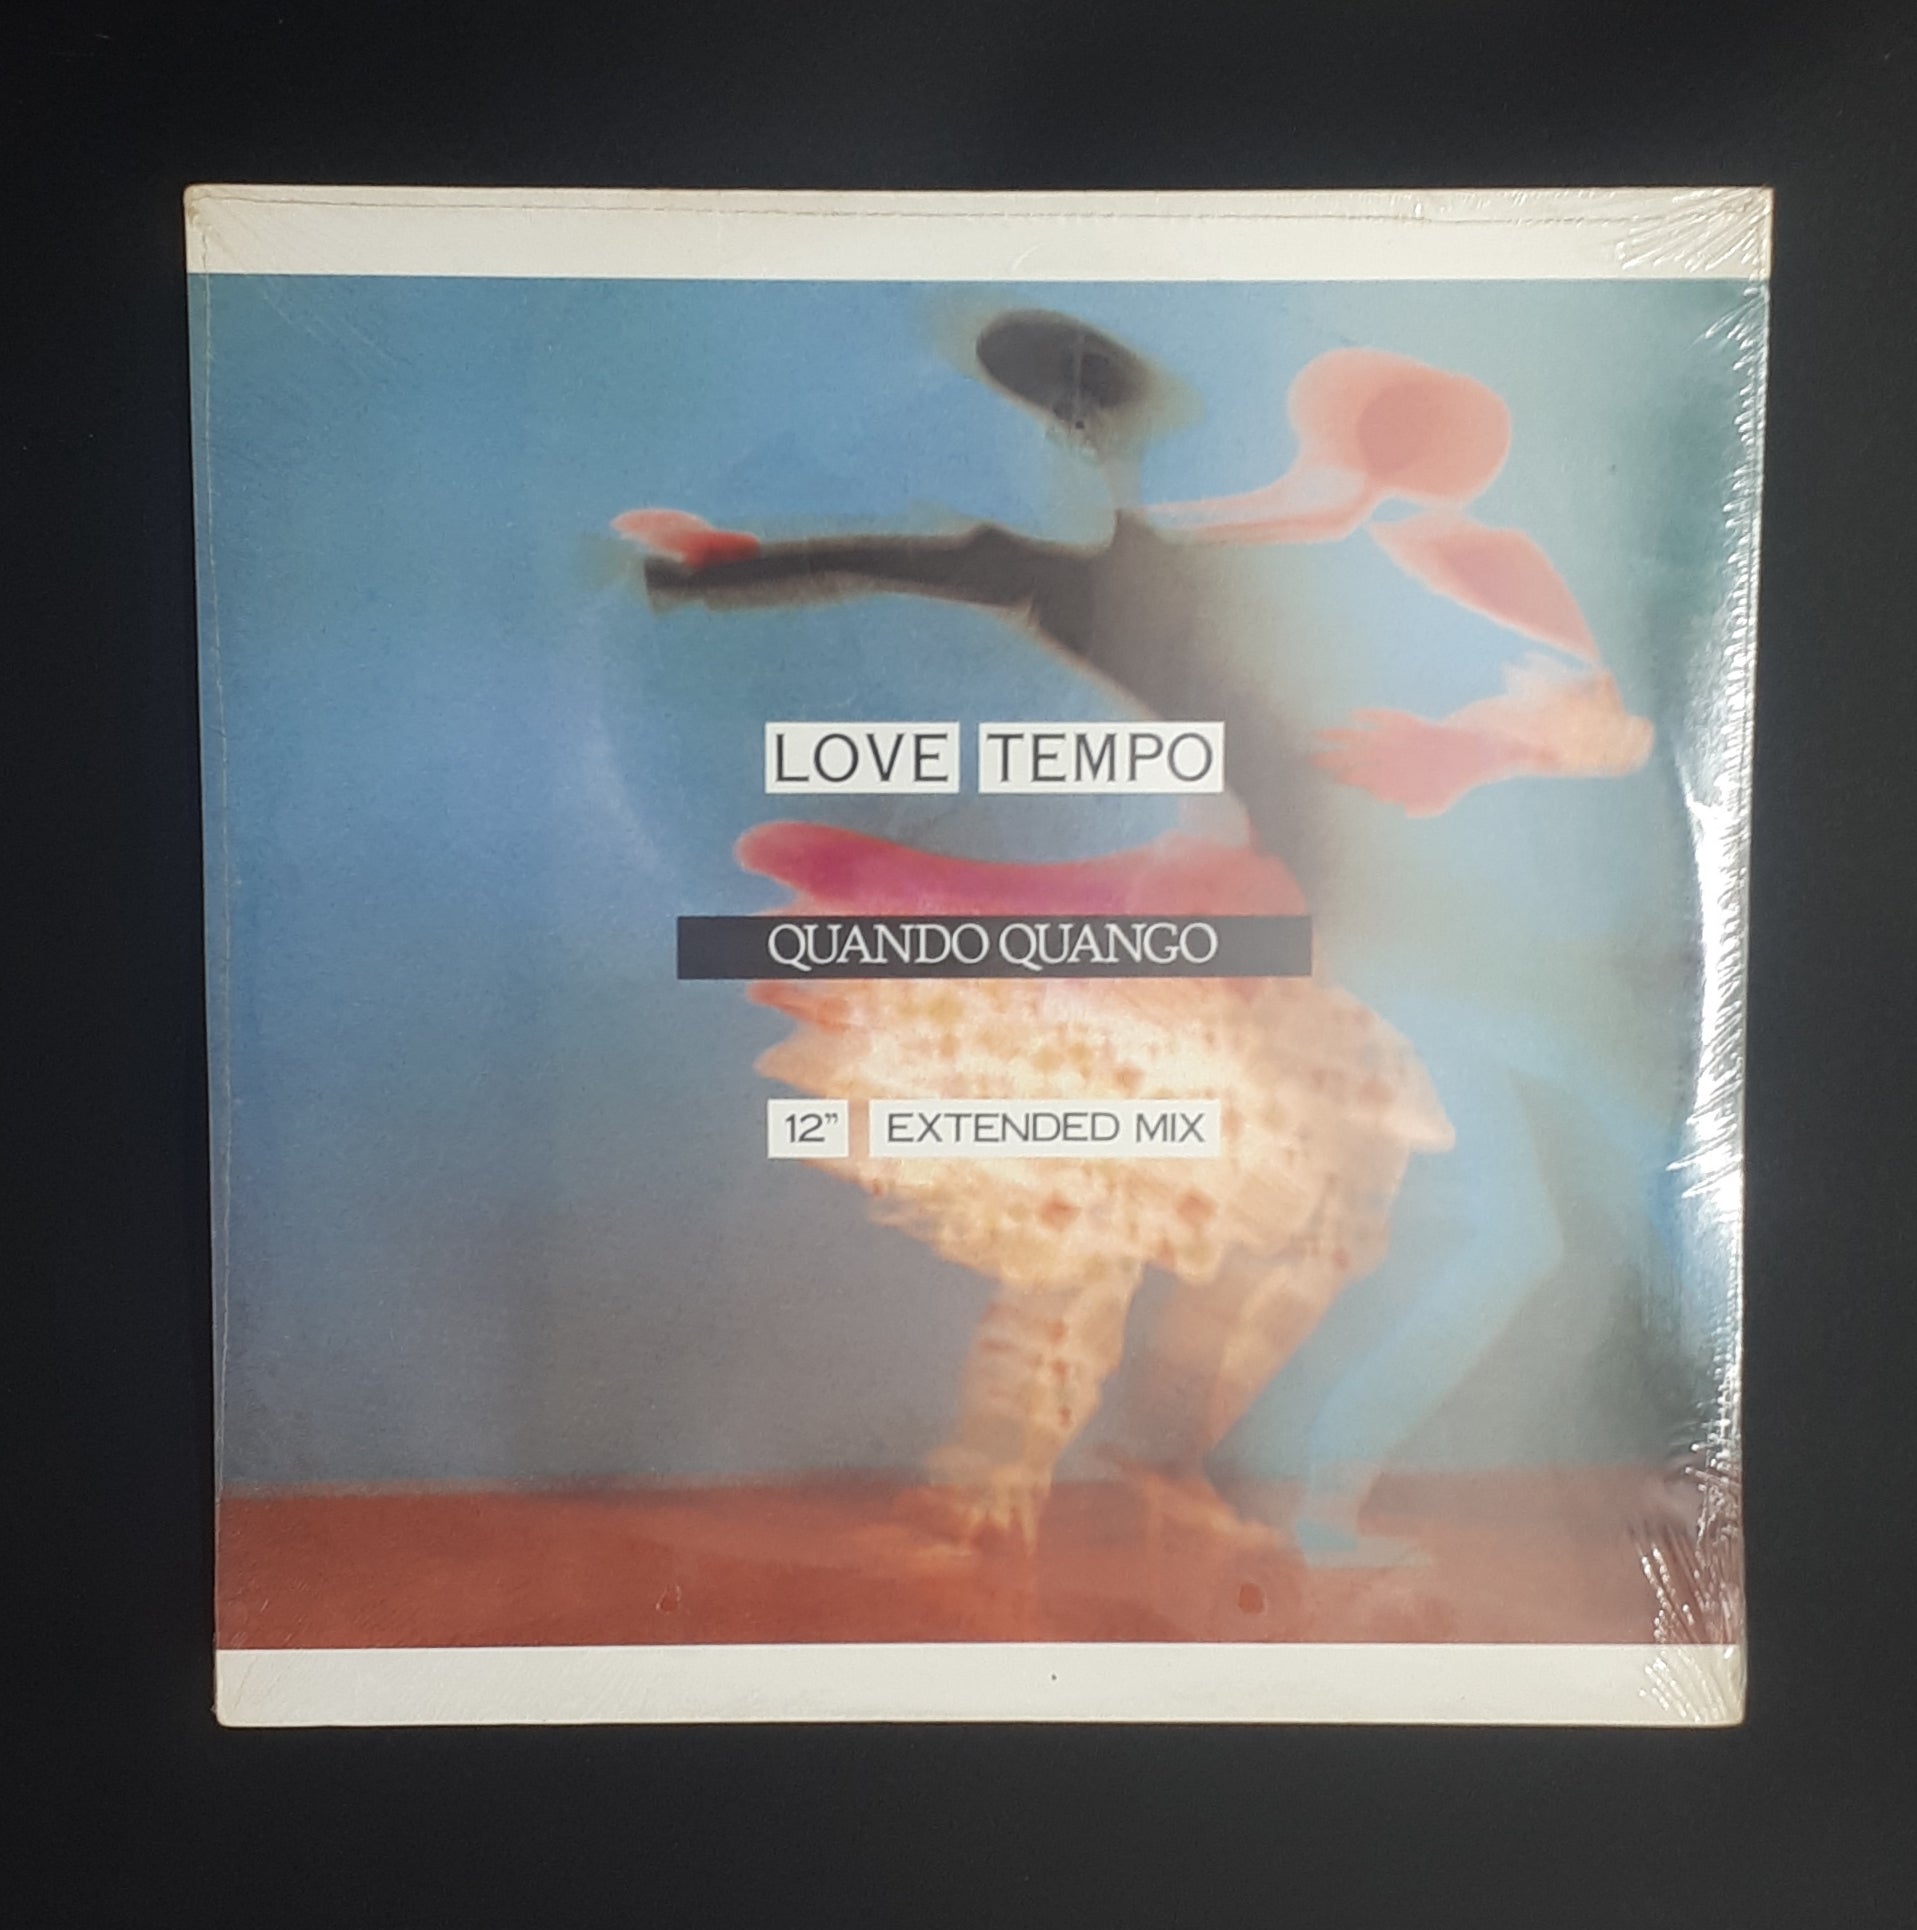 LOVE TEMPO
QUANDO QUANGO
12” EXTENDED MIX